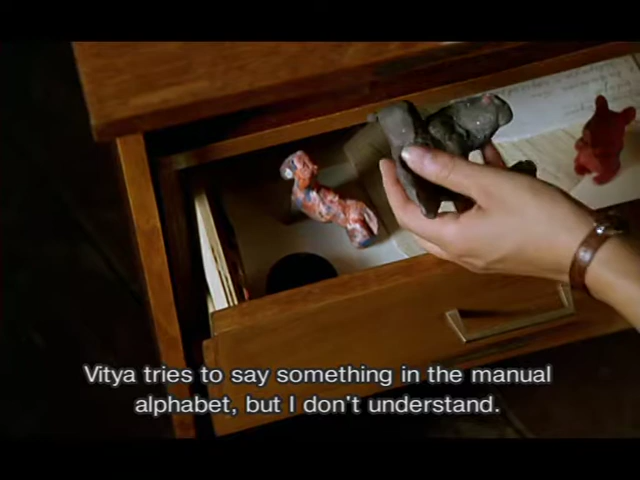 Vitya tries to say something in the manual
alphabet, but I don't understand.